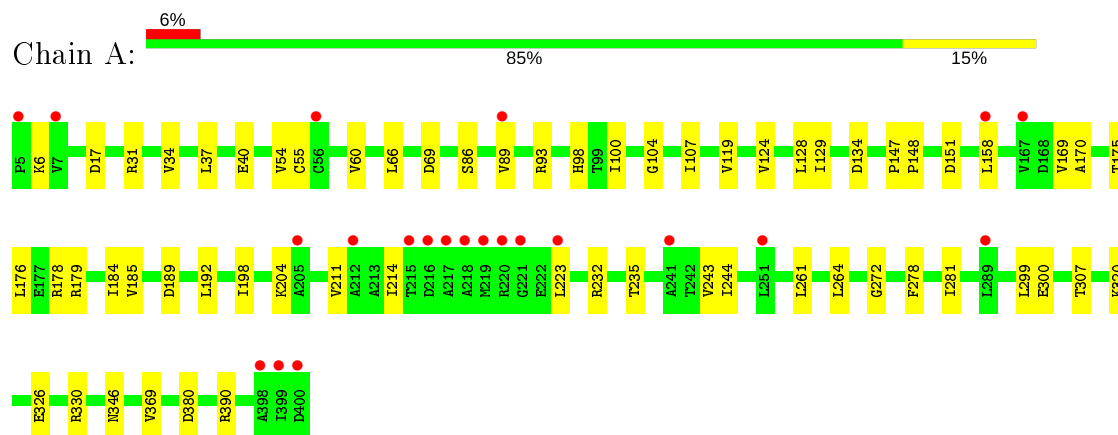 6%
Chain A:
85% 15%
P5 K6 V7 D17 R31 V34 L37 E40 V54 C55 C56 V60 L66 D69 S86 V89 R93 H98 T99 I100 G104 I107 V119 V124 L128 I129 D134 P147 P148 D151 L158 V167 D168 V169 A170 T175
L176 E177 R178 R179 I184 V185 D189 L192 I198 K204 A205 V211 A212 A213 I214 T215 D216 A217 A218 M219 R220 G221 E222 L223 R232 T235 A241 T242 V243 I244 L251 L261 L264 G272 F278 I281 L289 L299 E300 T307 K320
E326 R330 N346 V369 D380 R390 A398 I399 D400